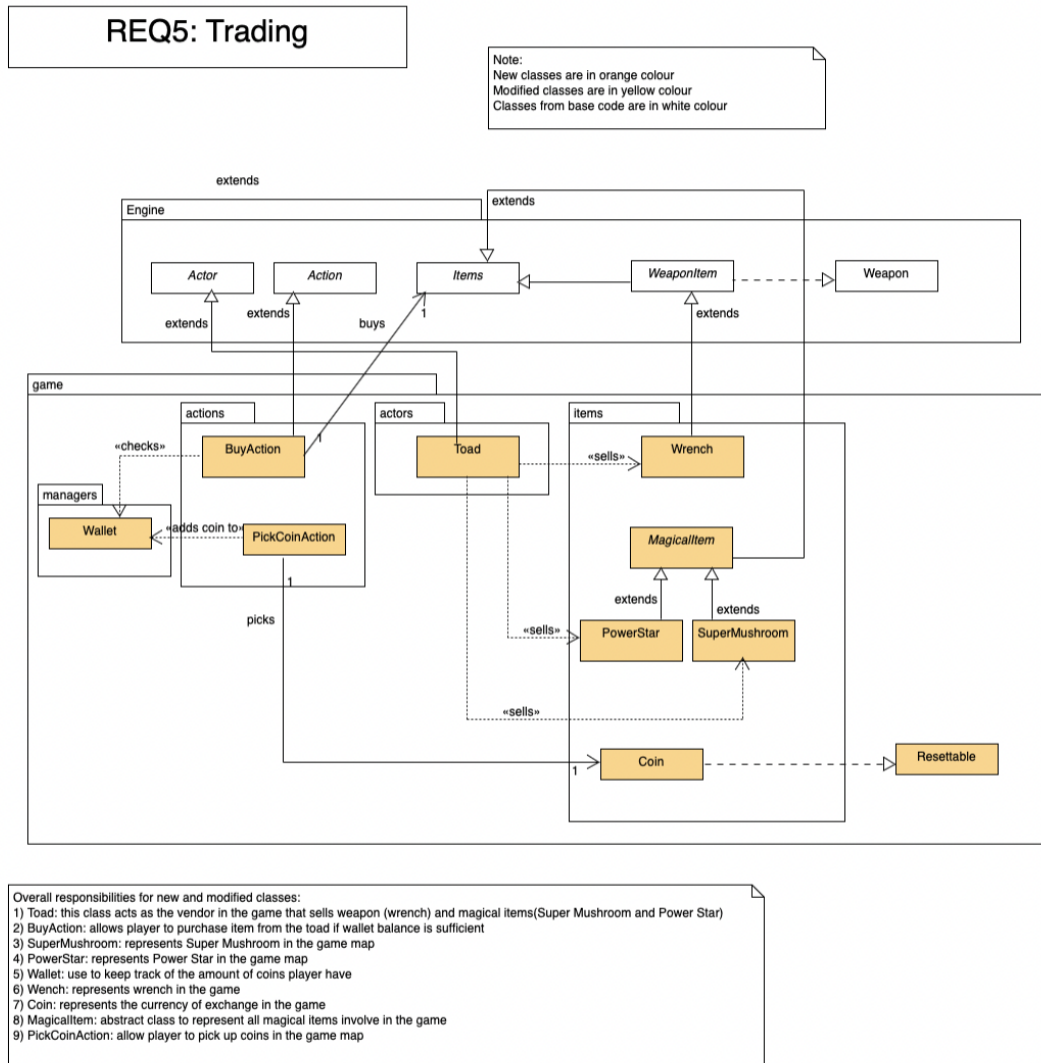 REQ5: Trading
Note:
New classes are in orange colour
Modified classes are in yellow colour
Classes from base code are in white colour
extends
Engine
extends
Actor
Action
Items
WeaponItem
Weapon
extends
extends
buys
1
extends
game
actions
actors
items
BuyAction
1
Toad
Wrench
«checks»
«sells»
managers
Wallet
«adds coin to»
PickCoinAction
MagicalItem
1
extends
extends
picks
PowerStar
SuperMushroom
«sells»
«sells»
Coin
1
Resettable
Overall responsibilities for new and modified classes:
1) Toad: this class acts as the vendor in the game that sells weapon (wrench) and magical items(Super Mushroom and Power Star)
2) BuyAction: allows player to purchase item from the toad if wallet balance is sufficient
3) SuperMushroom: represents Super Mushroom in the game map
4) PowerStar: represents Power Star in the game map
5) Wallet: use to keep track of the amount of coins player have
6) Wench: represents wrench in the game
7) Coin: represents the currency of exchange in the game
8) MagicalItem: abstract class to represent all magical items involve in the game
9) PickCoinAction: allow player to pick up coins in the game map